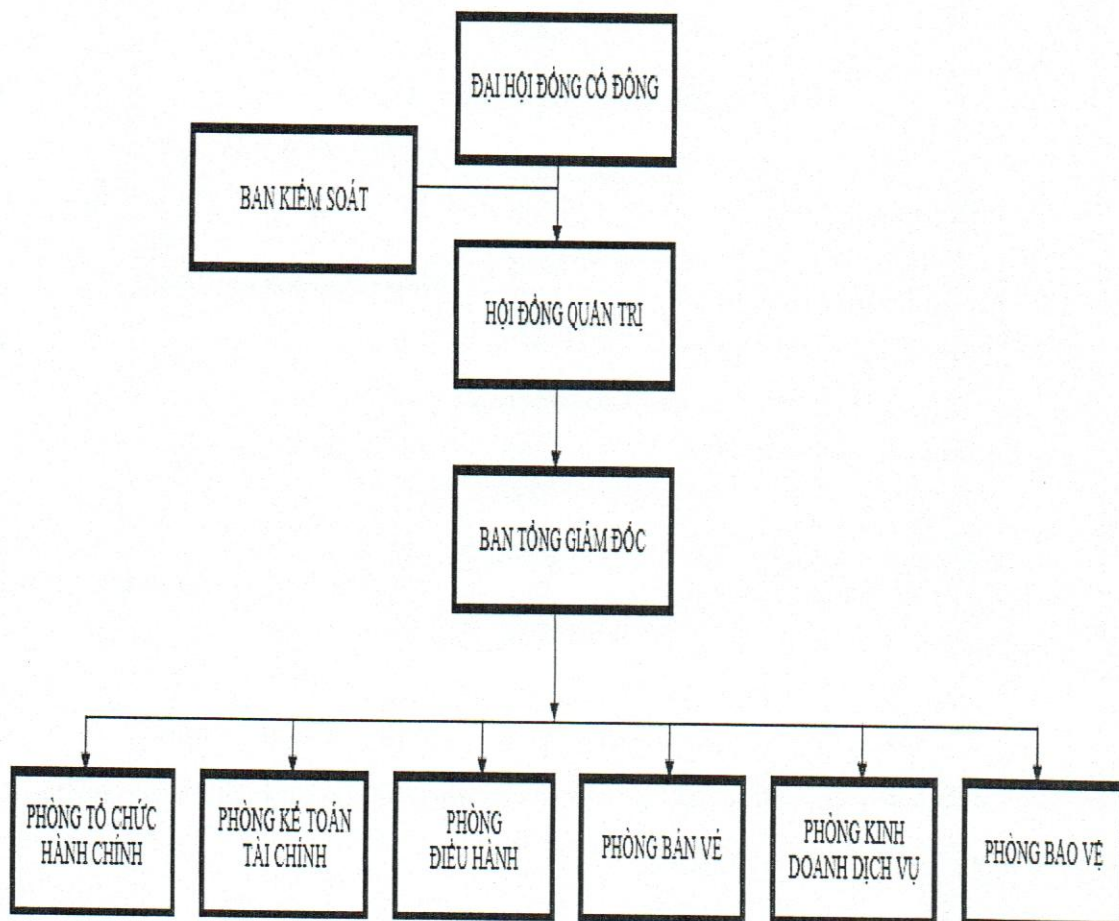 ĐẠI HỘI ĐỒNG CỔ ĐÔNG
BAN KIỂM SOÁT
HỘI ĐỒNG QUẢN TRỊ
BAN TỔNG GIÁM ĐỐC
PHÒNG TỔ CHỨC
HÀNH CHÍNH
PHÒNG KẾ TOÁN
TÀI CHÍNH
PHÒNG
ĐIỀU HÀNH
PHÒNG BÁN VÉ
PHÒNG KINH
DOANH DỊCH VỤ
PHÒNG BẢO VỆ